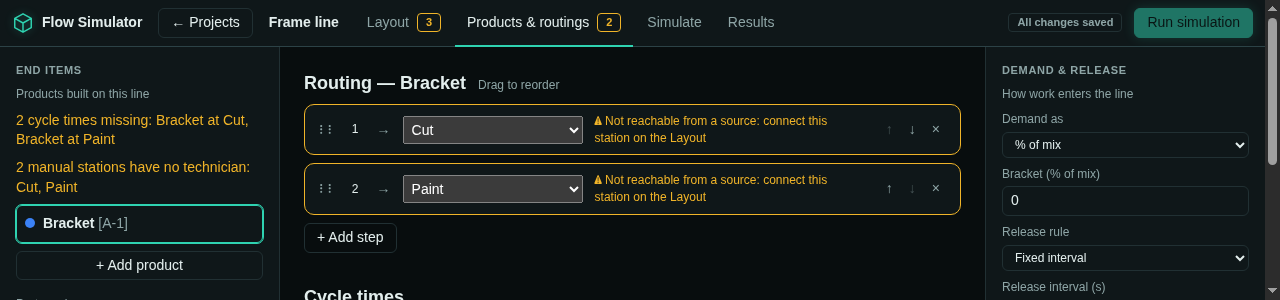 Flow Simulator
← Projects
Frame line
Layout 3
Products & routings 2
Simulate
Results
All changes saved
Run simulation
END ITEMS
Products built on this line
2 cycle times missing: Bracket at Cut,
Bracket at Paint
2 manual stations have no technician:
Cut, Paint
Bracket [A-1]
+ Add product
Routing — Bracket Drag to reorder
1 → Cut
⚠ Not reachable from a source: connect this
station on the Layout
↑ ↓ ×
2 → Paint
⚠ Not reachable from a source: connect this
station on the Layout
↑ ↓ ×
+ Add step
Cycle times
DEMAND & RELEASE
How work enters the line
Demand as
% of mix
Bracket (% of mix)
0
Release rule
Fixed interval
Release interval (s)